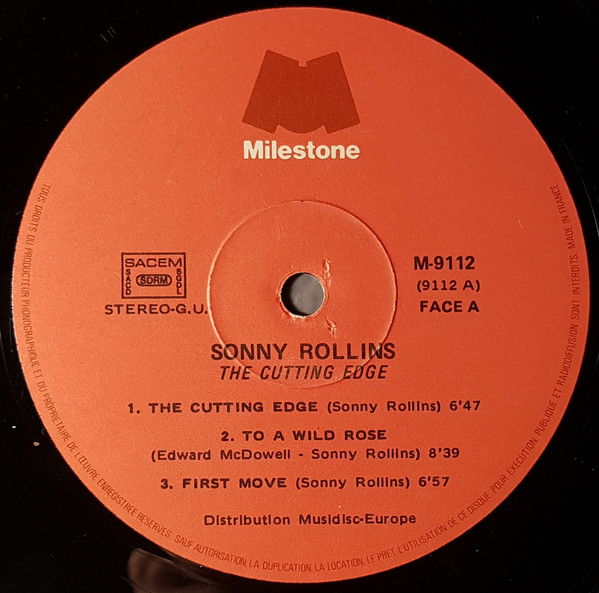 Milestone
SACEM
SACD
SDRM
SGDL
STEREO-G.U.
M-9112
(9112 A)
FACE A
SONNY ROLLINS
THE CUTTING EDGE
1. THE CUTTING EDGE (Sonny Rollins) 6'47
2. TO A WILD ROSE
(Edward McDowell - Sonny Rollins) 8'39
3. FIRST MOVE (Sonny Rollins) 6'57
Distribution Musidisc-Europe
TOUS DROITS DU PRODUCTEUR PHONOGRAPHIQUE ET DU PROPRIETAIRE DE L'ŒUVRE ENREGISTREE RESERVES. SAUF AUTORISATION, LA DUPLICATION, LA LOCATION, LE PRET, L'UTILISATION DE CE DISQUE POUR EXECUTION PUBLIQUE ET RADIODIFFUSION SONT INTERDITS. MADE IN FRANCE